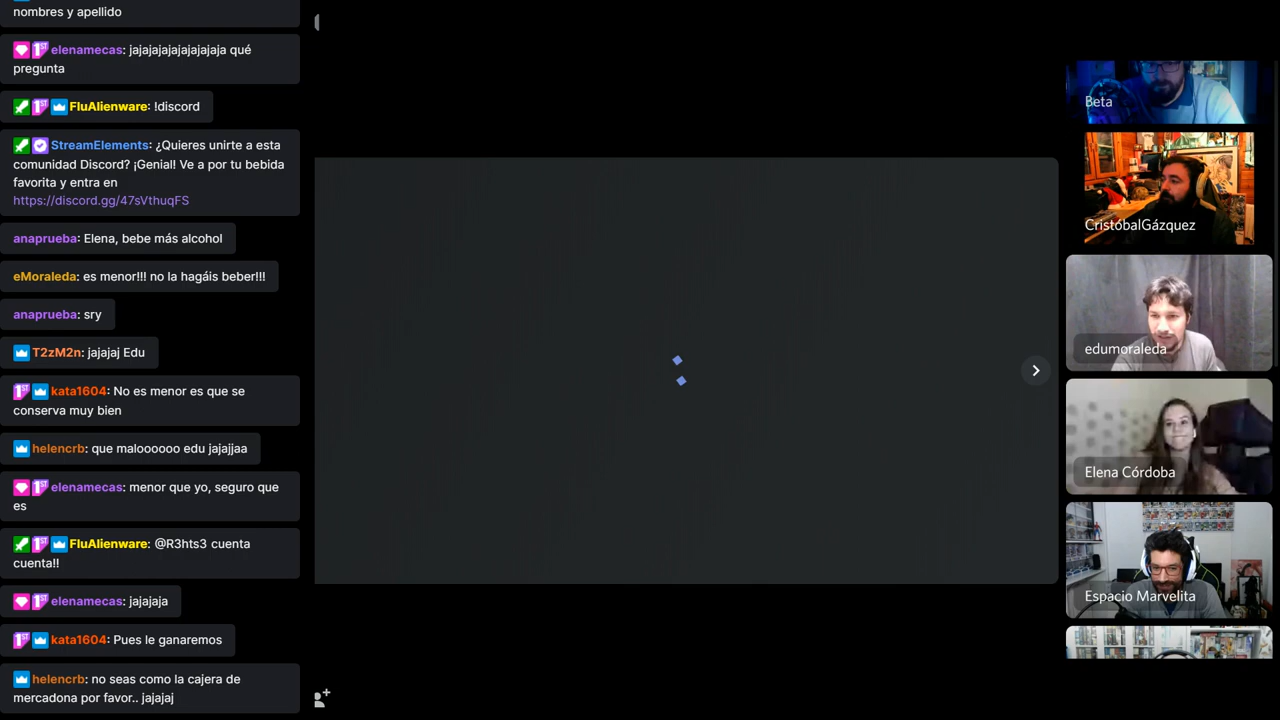 nombres y apellido
elenamecas: jajajajajajajajaja qué
pregunta
FluAlienware: !discord
StreamElements: ¿Quieres unirte a esta
comunidad Discord? ¡Genial! Ve a por tu bebida
favorita y entra en
https://discord.gg/47sVthuqFS
anaprueba: Elena, bebe más alcohol
eMoraleda: es menor!!! no la hagáis beber!!!
anaprueba: sry
T2zM2n: jajajaj Edu
kata1604: No es menor es que se
conserva muy bien
helencrb: que maloooooo edu jajajjaa
elenamecas: menor que yo, seguro que
es
FluAlienware: @R3hts3 cuenta
cuenta!!
elenamecas: jajajaja
kata1604: Pues le ganaremos
helencrb: no seas como la cajera de
mercadona por favor.. jajajaj
Beta
CristóbalGázquez
edumoraleda
Elena Córdoba
Espacio Marvelita